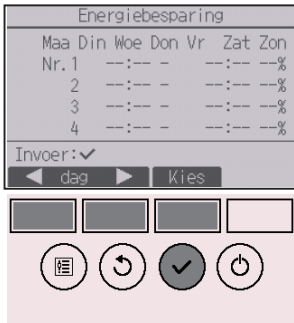 Energiebesparing
Maa Din Woe Don Vr Zat Zon
Nr. 1 --:-- - --:-- --%
2 --:-- - --:-- --%
3 --:-- - --:-- --%
4 --:-- - --:-- --%
Invoer:✓
◀ dag ▶ Kies